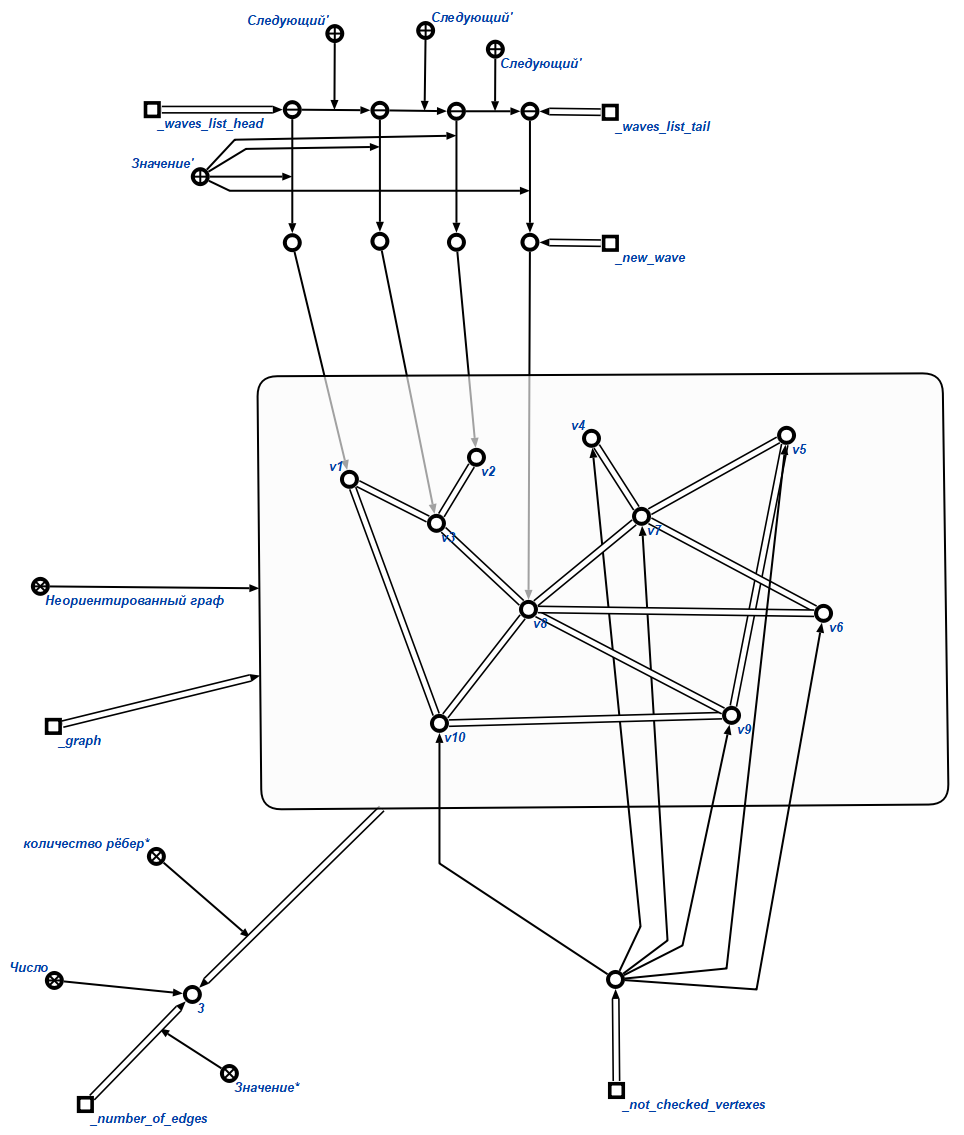 Следующий'
Следующий'
Следующий'
_waves_list_head
_waves_list_tail
Значение'
_new_wave
v4
v5
v1
v2
v3
v7
Неориентированный граф
v8
v6
v10
v9
_graph
количество рёбер*
Число
3
Значение*
_number_of_edges
_not_checked_vertexes